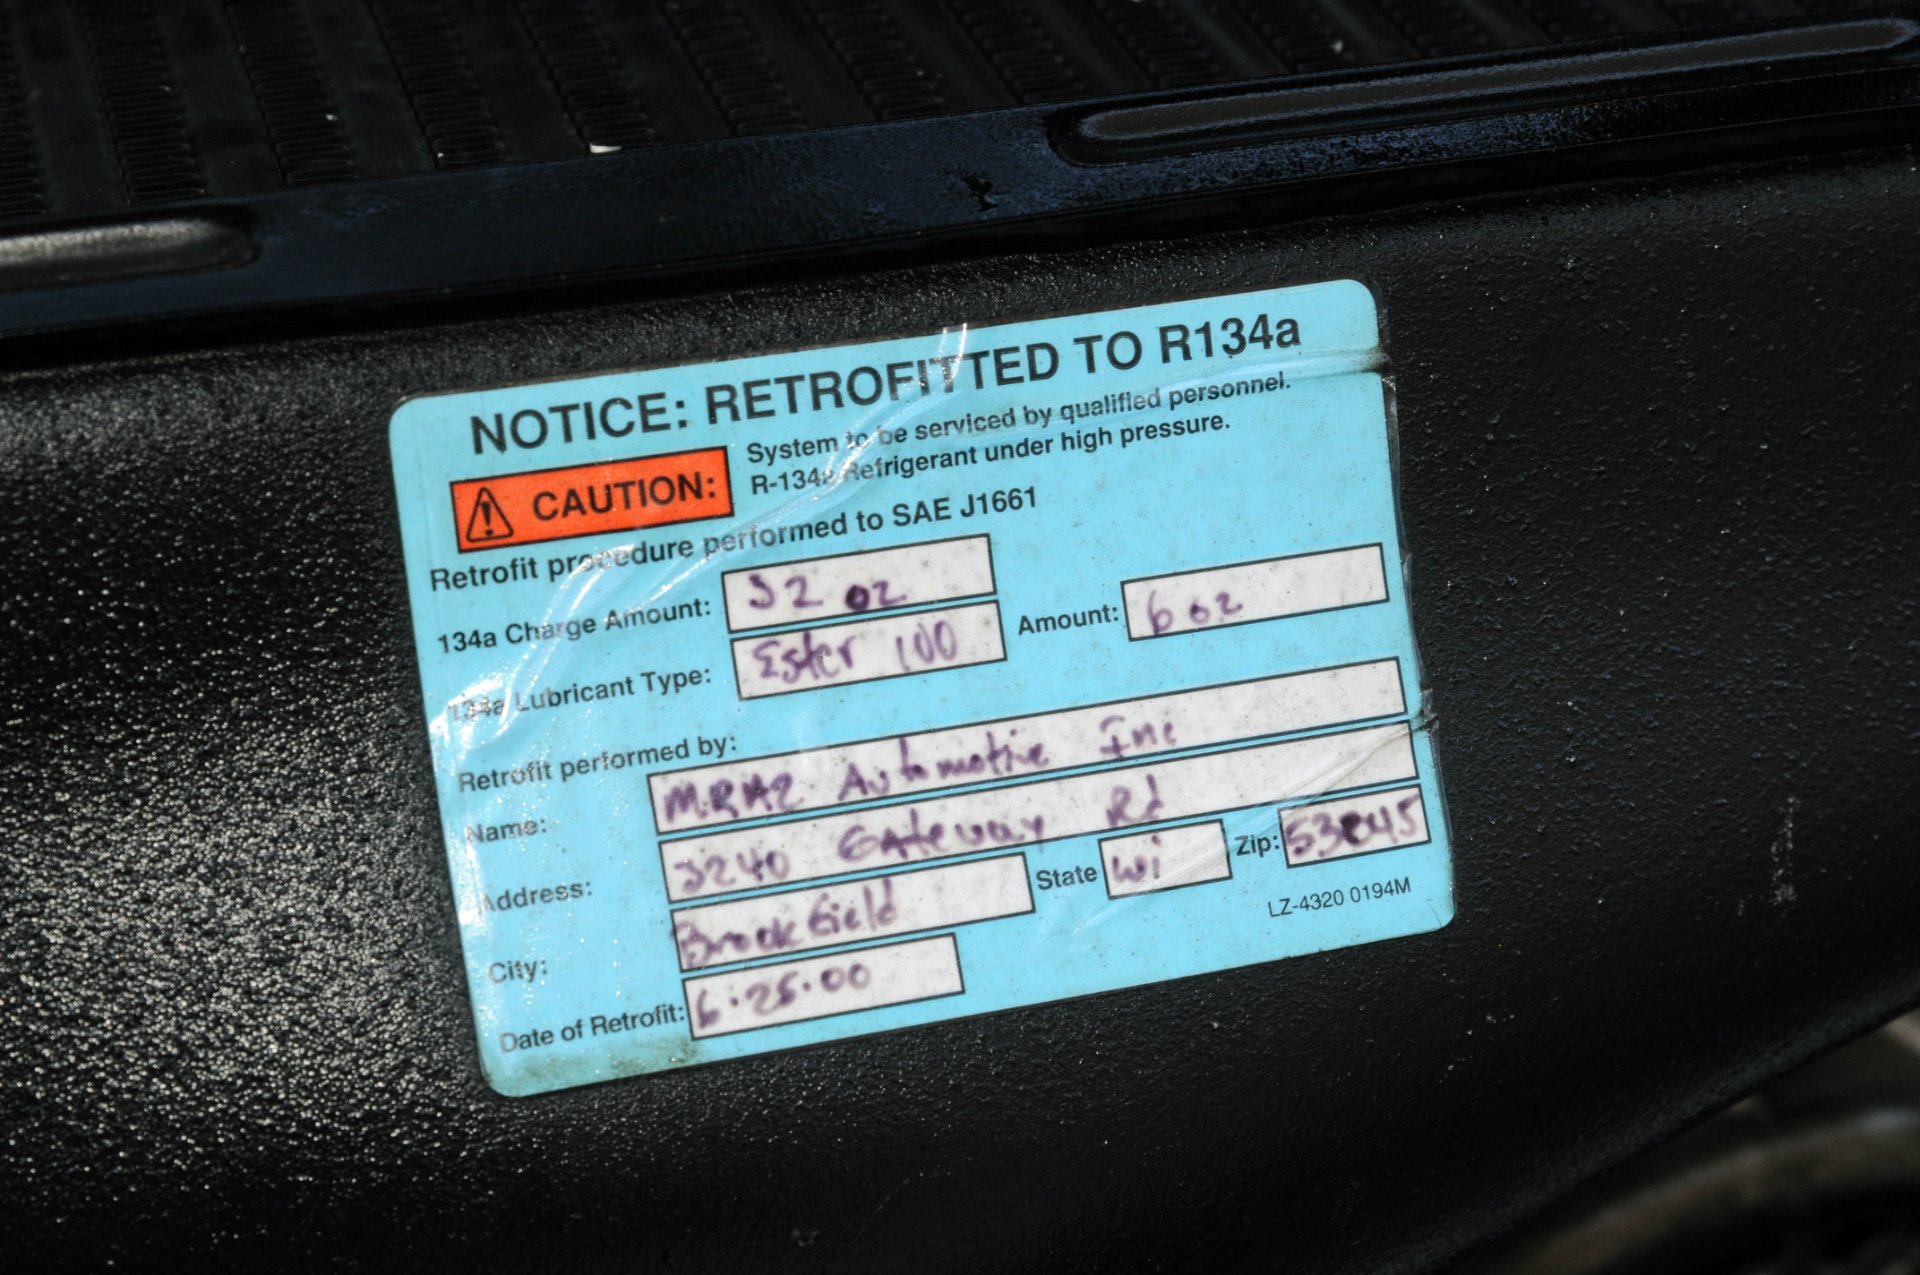 NOTICE: RETROFITTED TO R134a
CAUTION:
System to be serviced by qualified personnel.
R-134a Refrigerant under high pressure.
Retrofit procedure performed to SAE J1661
134a Charge Amount: 32 oz
134a Lubricant Type: Ester 100 Amount: 6 oz
Retrofit performed by:
Name: MRAZ Automotive Inc
Address: 3240 Gateway Rd
City: Brookfield State Wi Zip: 53045
Date of Retrofit: 6.25.00
LZ-4320 0194M